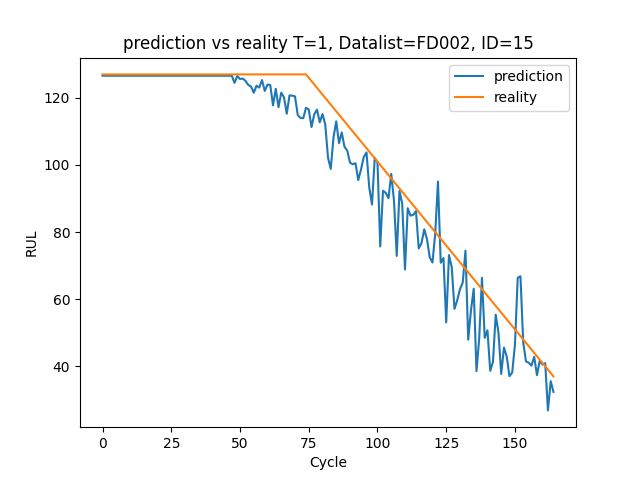 prediction vs reality T=1, Datalist=FD002, ID=15
prediction
reality
120
100
80
60
40
RUL
0 25 50 75 100 125 150
Cycle